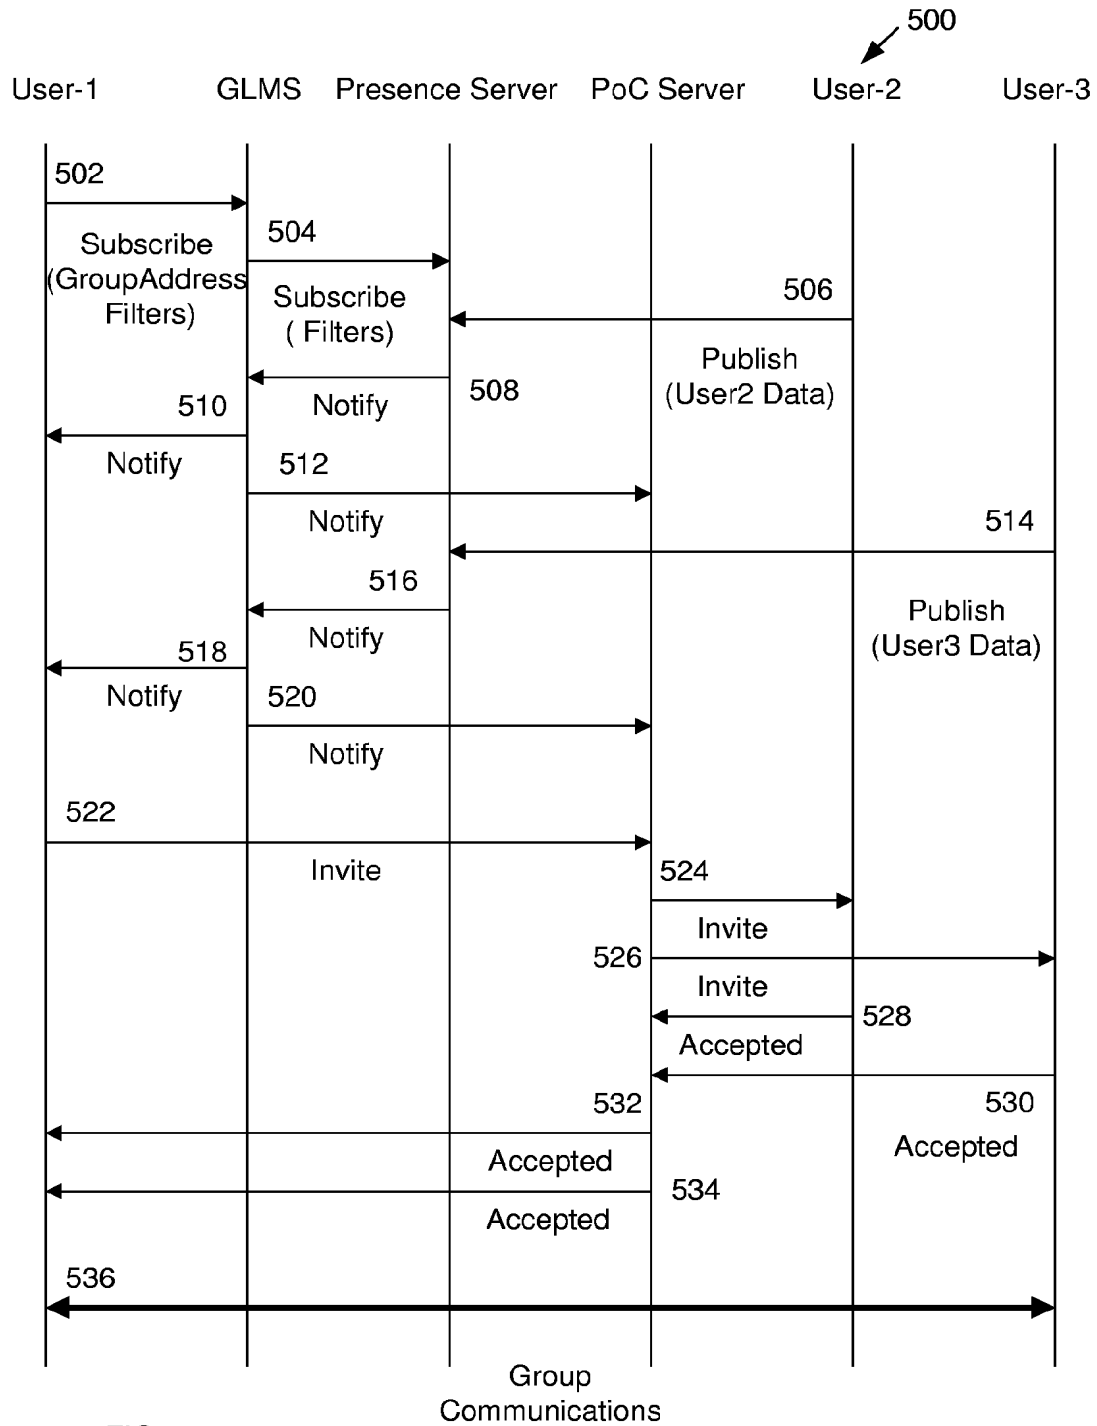 500
User-1 GLMS Presence Server PoC Server User-2 User-3
502
504
Subscribe
(GroupAddress
Filters)
506
Subscribe
( Filters)
Publish
(User2 Data)
508
Notify
510
Notify
512
Notify
514
516
Notify
Publish
(User3 Data)
518
Notify
520
Notify
522
Invite
524
Invite
526
Invite
528
Accepted
530
Accepted
532
Accepted
534
Accepted
536
Group
Communications